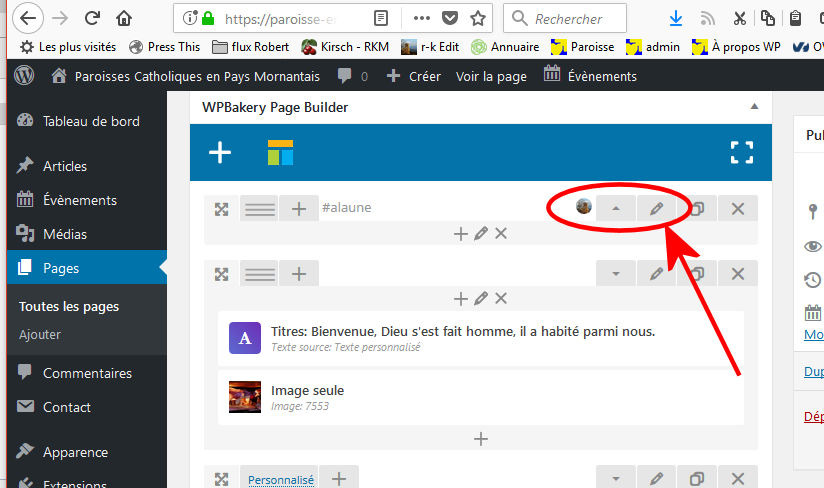 https://paroisse-e
Rechercher
Les plus visités Press This flux Robert Kirsch - RKM r-k Edit Annuaire Paroisse admin À propos WP OV
Paroisses Catholiques en Pays Mornantais 0 Créer Voir la page Évènements
Tableau de bord
Articles
Évènements
Médias
Pages
Toutes les pages
Ajouter
Commentaires
Contact
Apparence
Extensions
WPBakery Page Builder
#alaune
A
Titres: Bienvenue, Dieu s'est fait homme, il a habité parmi nous.
Texte source: Texte personnalisé
Image seule
Image: 7553
Personnalisé
Pul
Mo
Dup
Dép